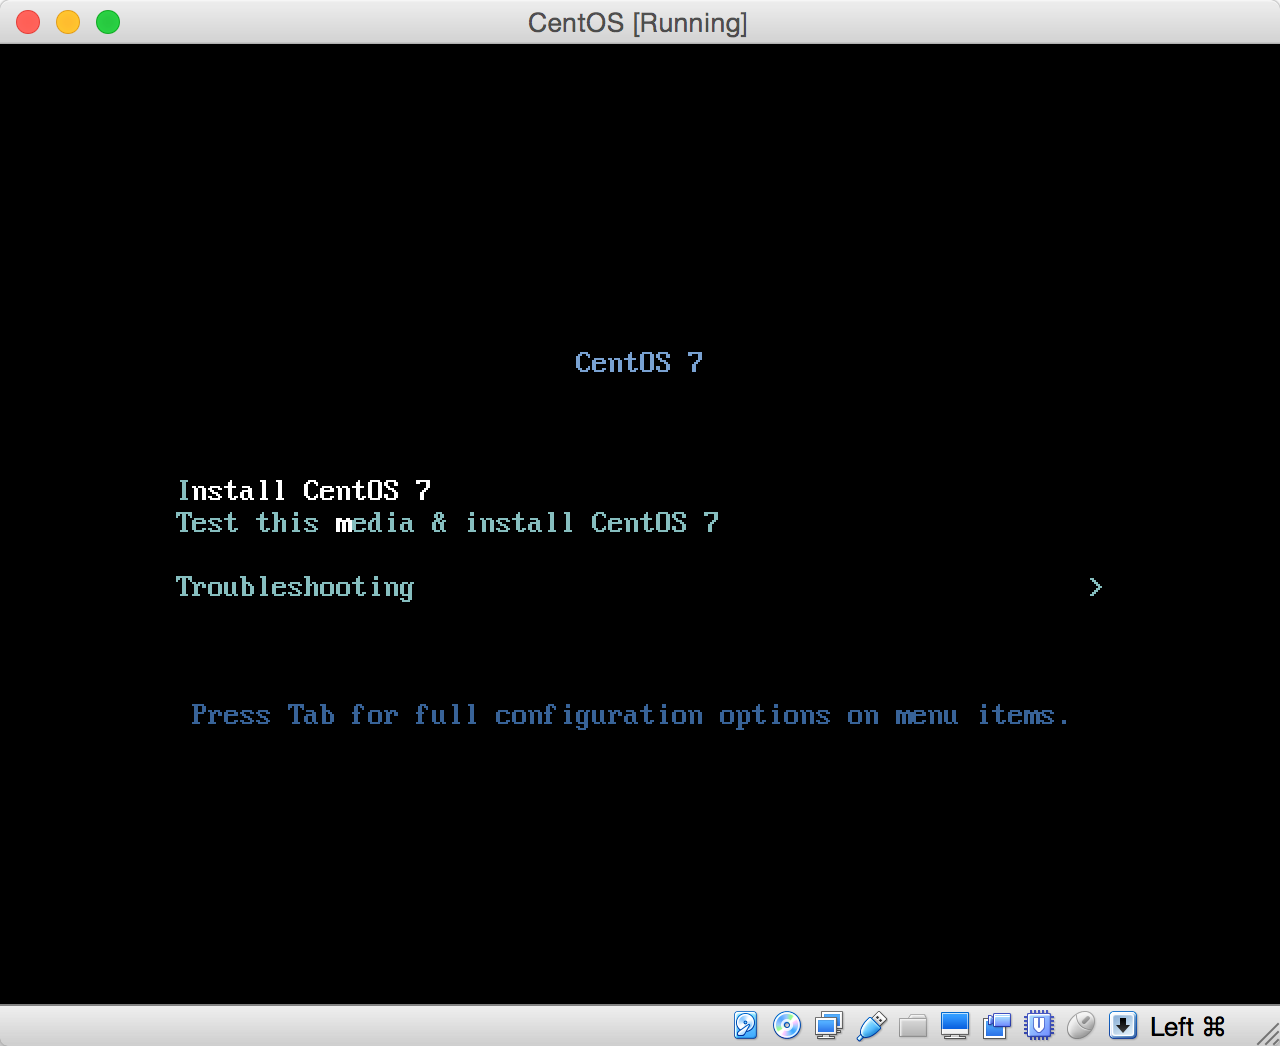 CentOS [Running]
CentOS 7
Install CentOS 7
Test this media & install CentOS 7
Troubleshooting >
Press Tab for full configuration options on menu items.
Left ⌘